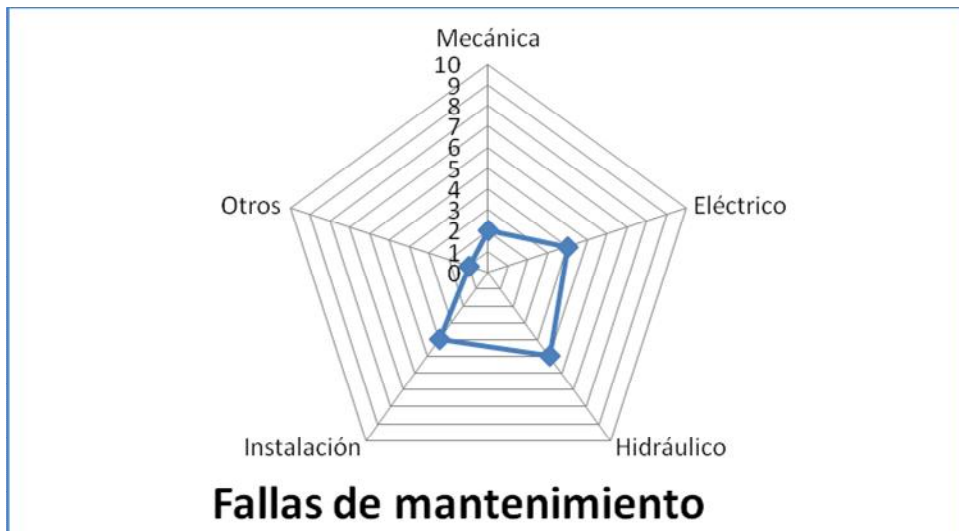 Mecánica
10
9
8
7
6
5
4
3
2
1
0
Otros
Eléctrico
Instalación
Hidráulico
Fallas de mantenimiento